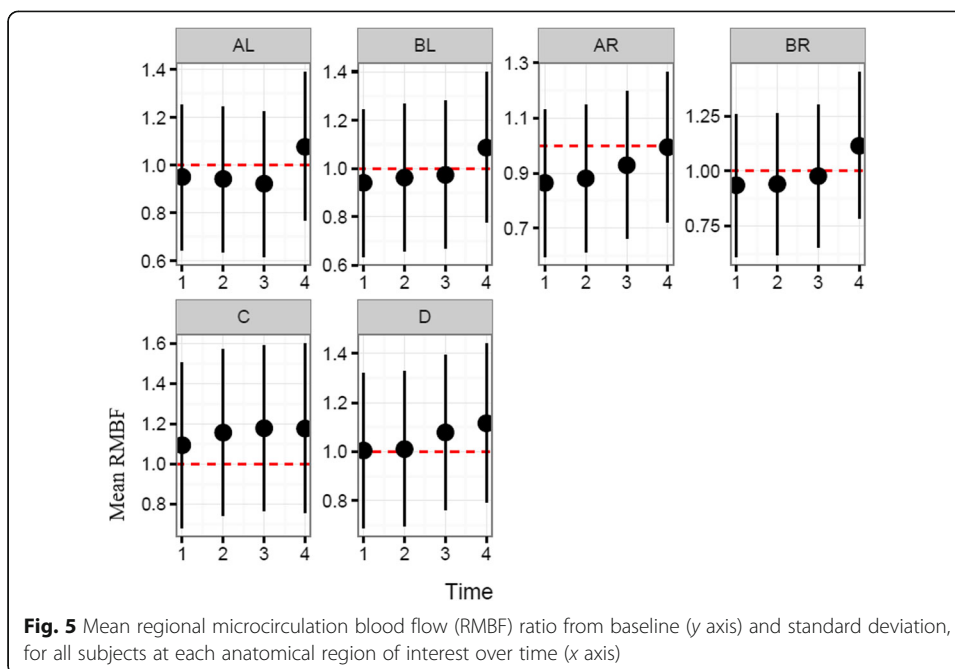 AL BL AR BR
1.4 1.2 1.0 0.8 0.6
1.4 1.2 1.0 0.8 0.6
1.3 1.1 0.9 0.7
1.25 1.00 0.75
1 2 3 4 1 2 3 4 1 2 3 4 1 2 3 4
C D
1.6 1.4 1.2 1.0 0.8
1.4 1.2 1.0 0.8
1 2 3 4 1 2 3 4
Mean RMBF
Time
Fig. 5 Mean regional microcirculation blood flow (RMBF) ratio from baseline (y axis) and standard deviation,
for all subjects at each anatomical region of interest over time (x axis)